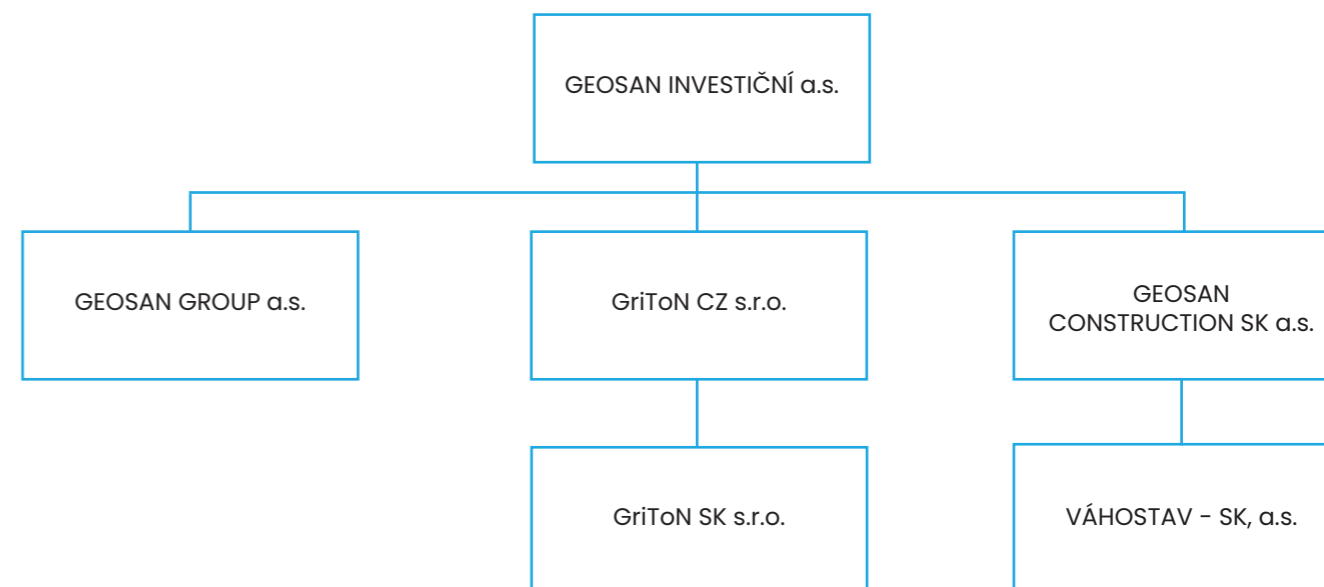 GEOSAN INVESTIČNÍ a.s.
GEOSAN GROUP a.s.
GriToN CZ s.r.o.
GEOSAN
CONSTRUCTION SK a.s.
GriToN SK s.r.o.
VÁHOSTAV - SK, a.s.